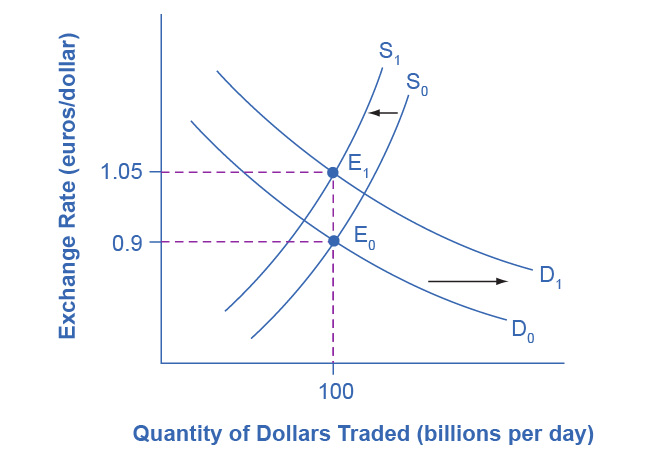 Exchange Rate (euros/dollar)
S1
S0
1.05
E1
0.9
E0
D1
D0
100
Quantity of Dollars Traded (billions per day)